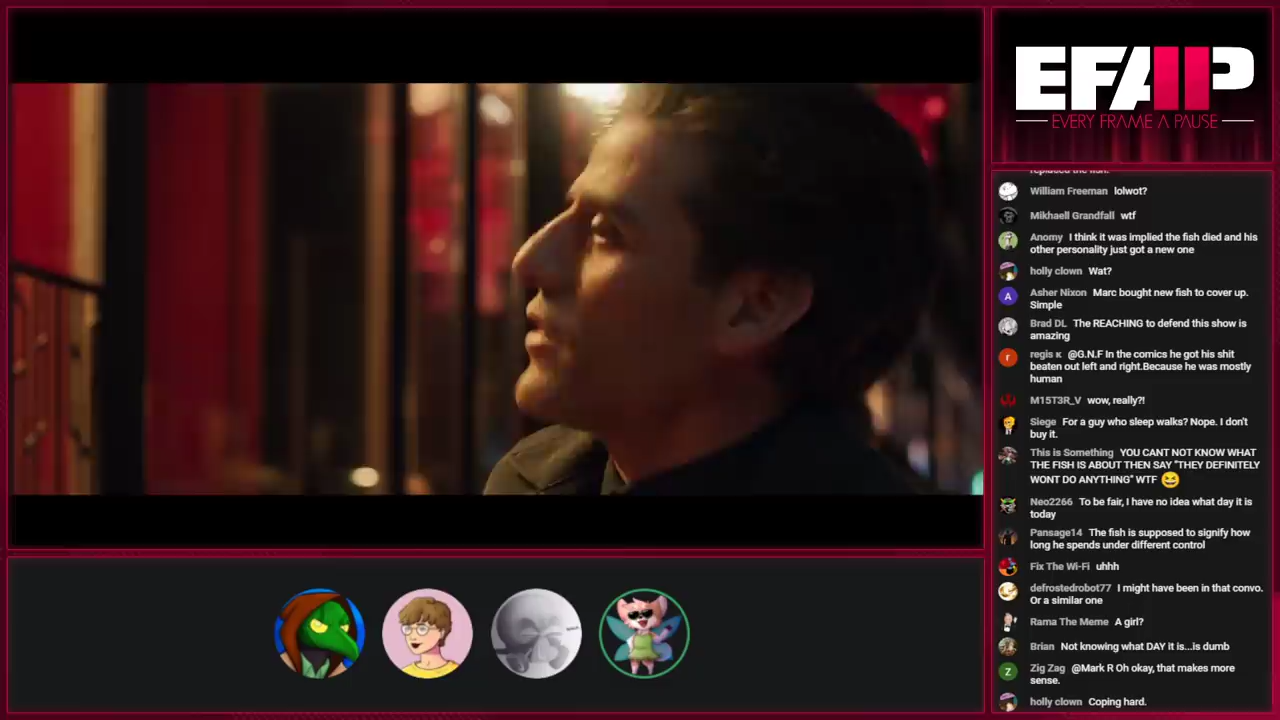 EFAP
EVERY FRAME A PAUSE
replaced the fish.
William Freeman lolwot?
Mikhaell Grandfall wtf
Anomy I think it was implied the fish died and his
other personality just got a new one
holly clown Wat?
A
Asher Nixon Marc bought new fish to cover up.
Simple
Brad DL The REACHING to defend this show is
amazing
r
regis ĸ @G.N.F In the comics he got his shit
beaten out left and right.Because he was mostly
human
M15T3R_V wow, really?!
Siege For a guy who sleep walks? Nope. I don't
buy it.
This is Something YOU CANT NOT KNOW WHAT
THE FISH IS ABOUT THEN SAY "THEY DEFINITELY
WONT DO ANYTHING" WTF 😆
Neo2266 To be fair, I have no idea what day it is
today
Pansage14 The fish is supposed to signify how
long he spends under different control
Fix The Wi-Fi uhhh
defrostedrobot77 I might have been in that convo.
Or a similar one
Rama The Meme A girl?
Brian Not knowing what DAY it is...is dumb
Z
Zig Zag @Mark R Oh okay, that makes more
sense.
holly clown Coping hard.